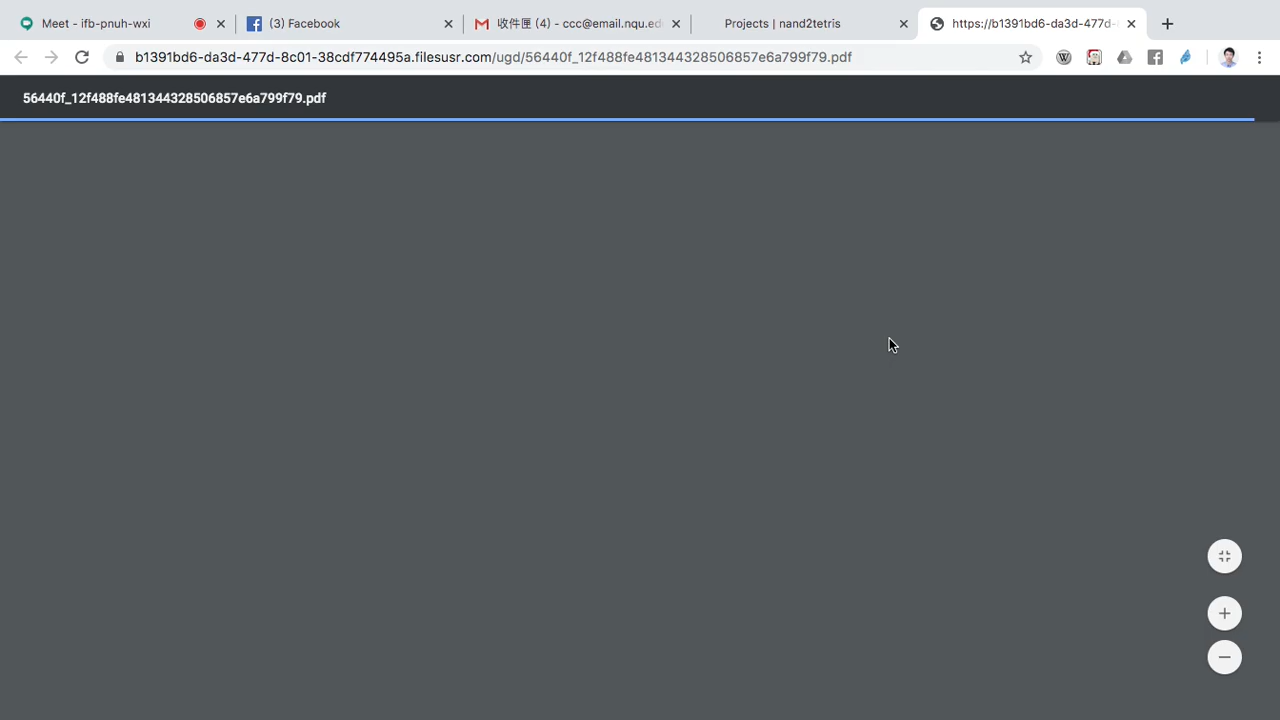 Meet - ifb-pnuh-wxi
(3) Facebook
收件匣 (4) - ccc@email.nqu.ed
Projects | nand2tetris
https://b1391bd6-da3d-477d-
b1391bd6-da3d-477d-8c01-38cdf774495a.filesusr.com/ugd/56440f_12f488fe481344328506857e6a799f79.pdf
56440f_12f488fe481344328506857e6a799f79.pdf